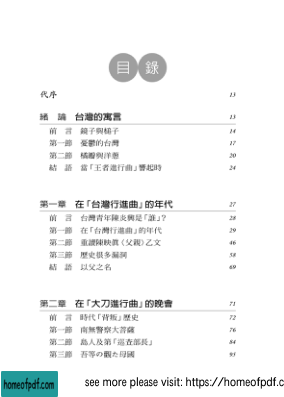 目錄
代序 13
緒 論 台灣的寓言 13
前 言 鏡子與梯子 14
第一節 憂鬱的台灣 17
第二節 橘瓣與洋蔥 20
結 語 當「王者進行曲」響起時 24
第一章 在「台灣行進曲」的年代 27
前 言 台灣青年陳炎興是「誰」？ 28
第一節 在「台灣行進曲」的年代 29
第二節 重讀陳映眞（父親）乙文 46
第三節 歷史很多漏洞 58
結 語 以父之名 69
第二章 在「大刀進行曲」的晚會 71
前 言 時代「背叛」歷史 72
第一節 南無警察大菩薩 76
第二節 島人及第「巡查部長」 84
第三節 吾等の觀た母國 95
homeofpdf.com
see more please visit: https://homeofpdf.c